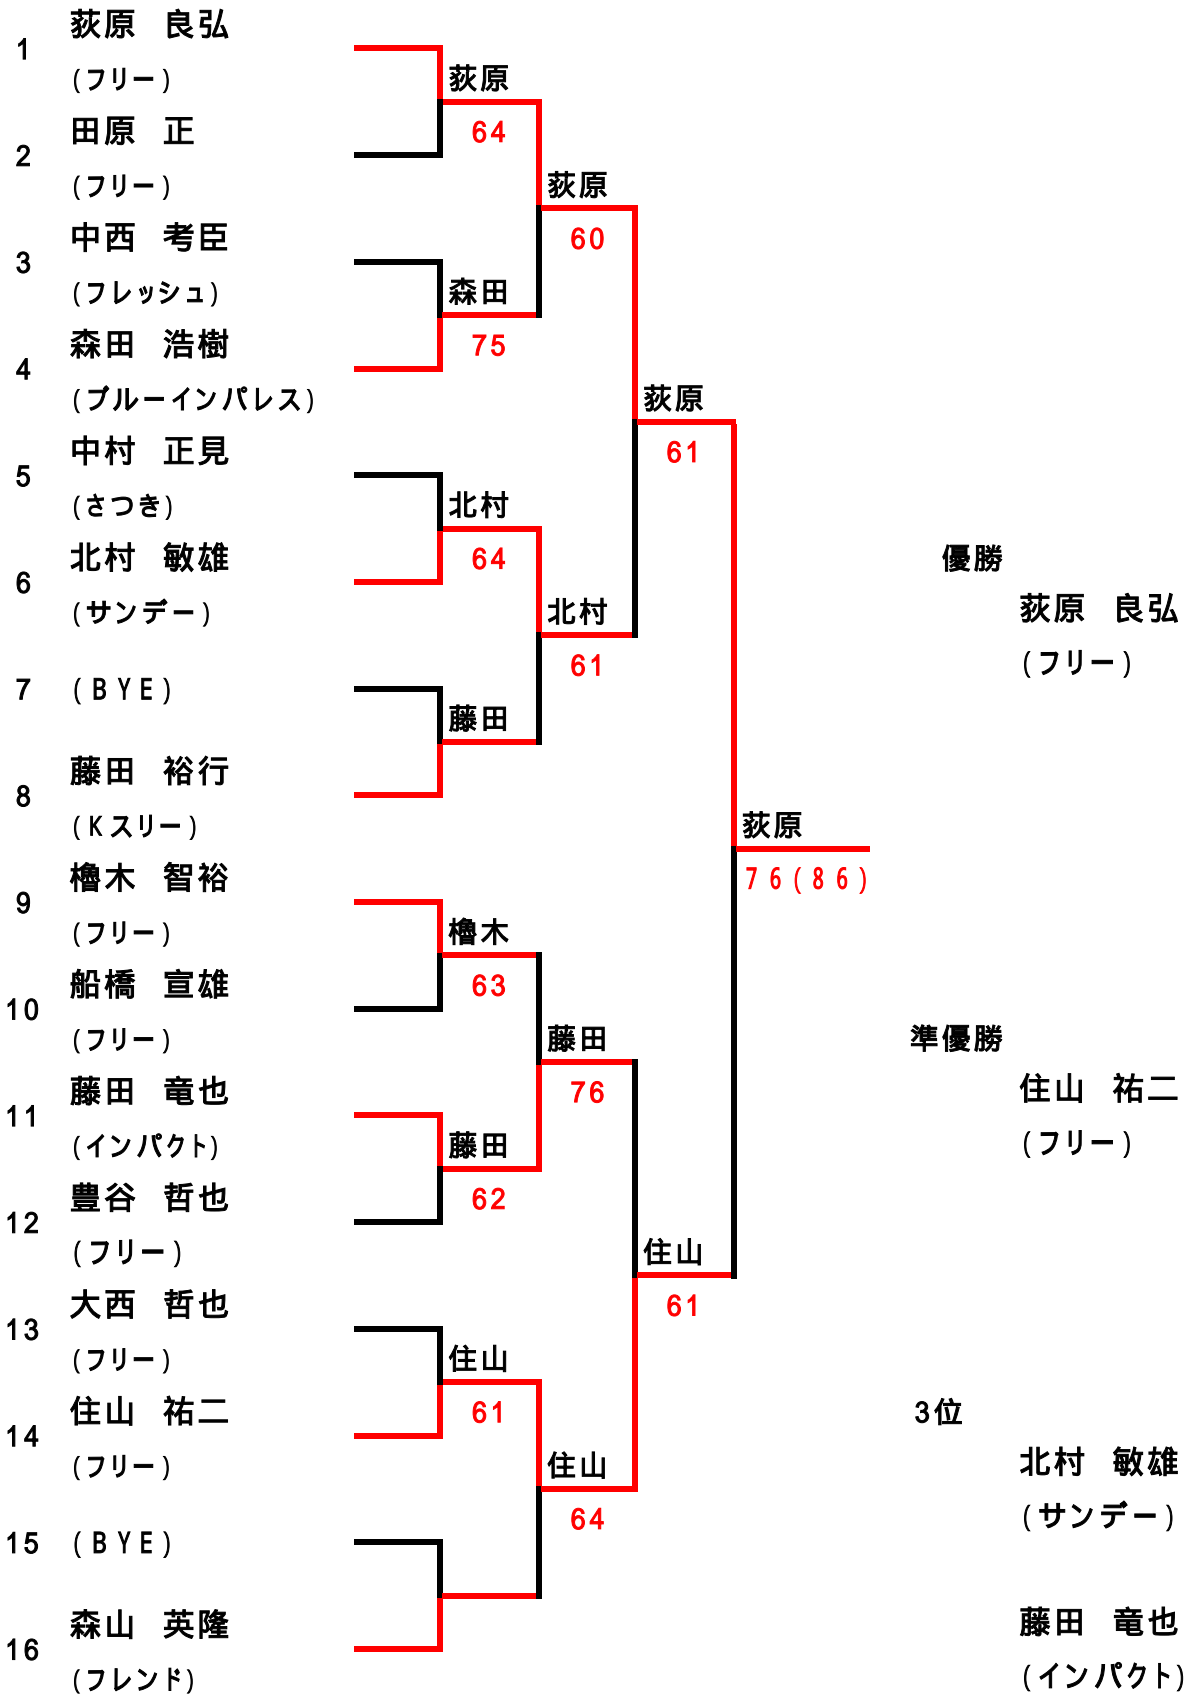 1
荻原 良弘
(フリー)
荻原
64
2
田原 正
(フリー)
荻原
60
3
中西 考臣
(フレッシュ)
森田
75
4
森田 浩樹
(ブルーインパレス)
荻原
61
5
中村 正見
(さつき)
北村
64
6
北村 敏雄
(サンデー)
北村
61
7
(BYE)
藤田
8
藤田 裕行
(Kスリー)
荻原
76(86)
9
櫓木 智裕
(フリー)
櫓木
63
10
船橋 宣雄
(フリー)
藤田
76
11
藤田 竜也
(インパクト)
藤田
62
12
豊谷 哲也
(フリー)
住山
61
13
大西 哲也
(フリー)
住山
61
14
住山 祐二
(フリー)
住山
64
15
(BYE)
16
森山 英隆
(フレンド)
優勝
荻原 良弘
(フリー)
準優勝
住山 祐二
(フリー)
3位
北村 敏雄
(サンデー)
藤田 竜也
(インパクト)